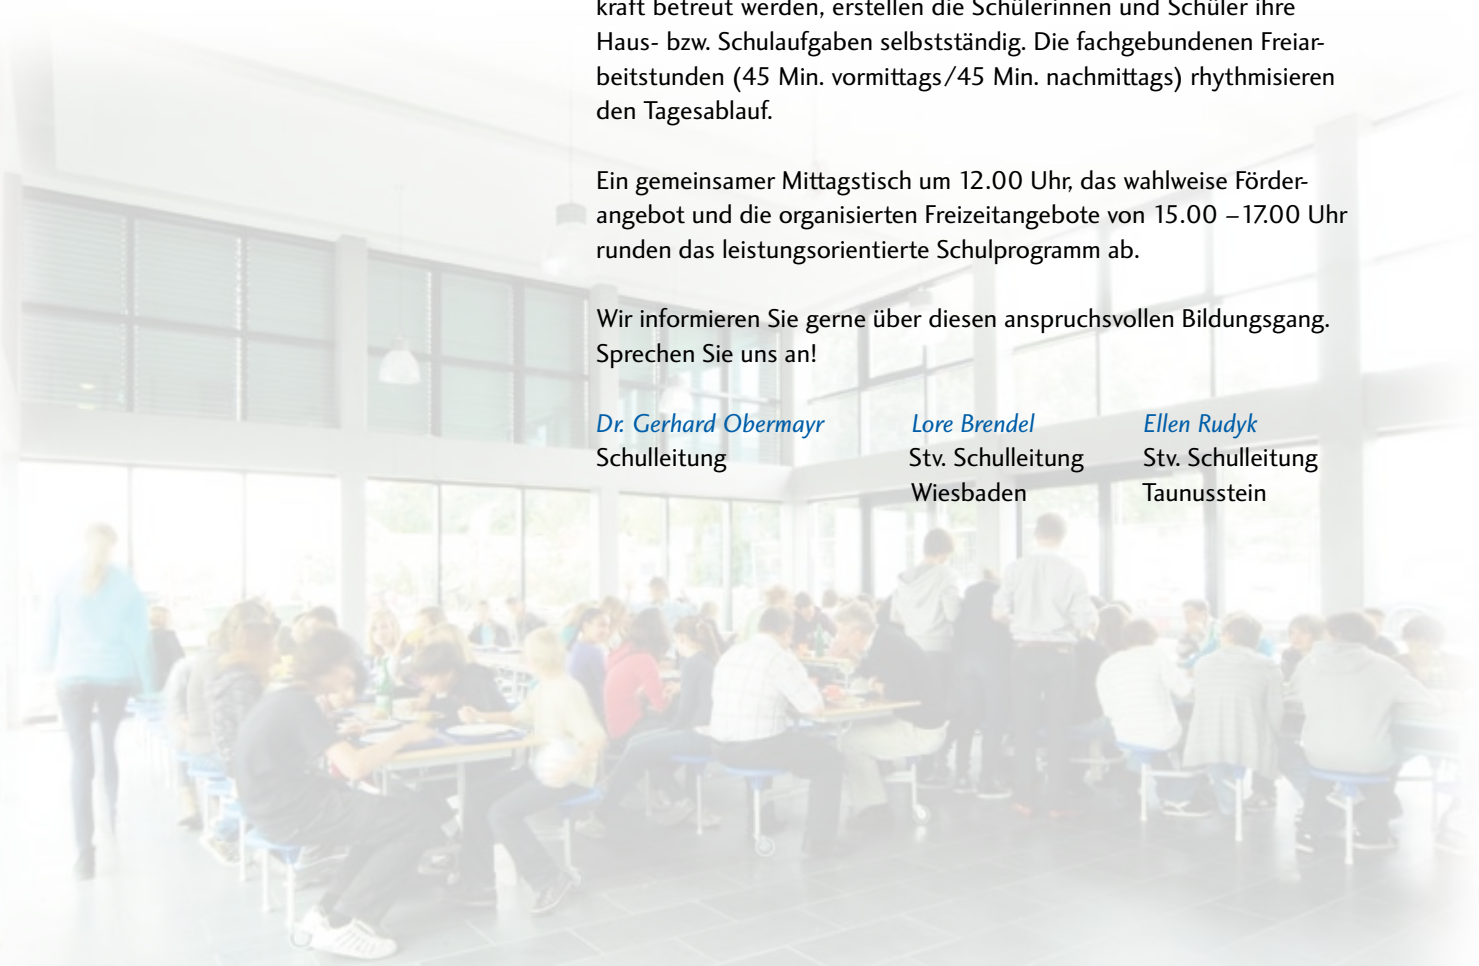 kraft betreut werden, erstellen die Schülerinnen und Schüler ihre
Haus- bzw. Schulaufgaben selbstständig. Die fachgebundenen Freiar-
beitstunden (45 Min. vormittags/45 Min. nachmittags) rhythmisieren
den Tagesablauf.
Ein gemeinsamer Mittagstisch um 12.00 Uhr, das wahlweise Förder-
angebot und die organisierten Freizeitangebote von 15.00 – 17.00 Uhr
runden das leistungsorientierte Schulprogramm ab.
Wir informieren Sie gerne über diesen anspruchsvollen Bildungsgang.
Sprechen Sie uns an!
Dr. Gerhard Obermayr Lore Brendel Ellen Rudyk
Schulleitung Stv. Schulleitung Stv. Schulleitung
Wiesbaden Taunusstein